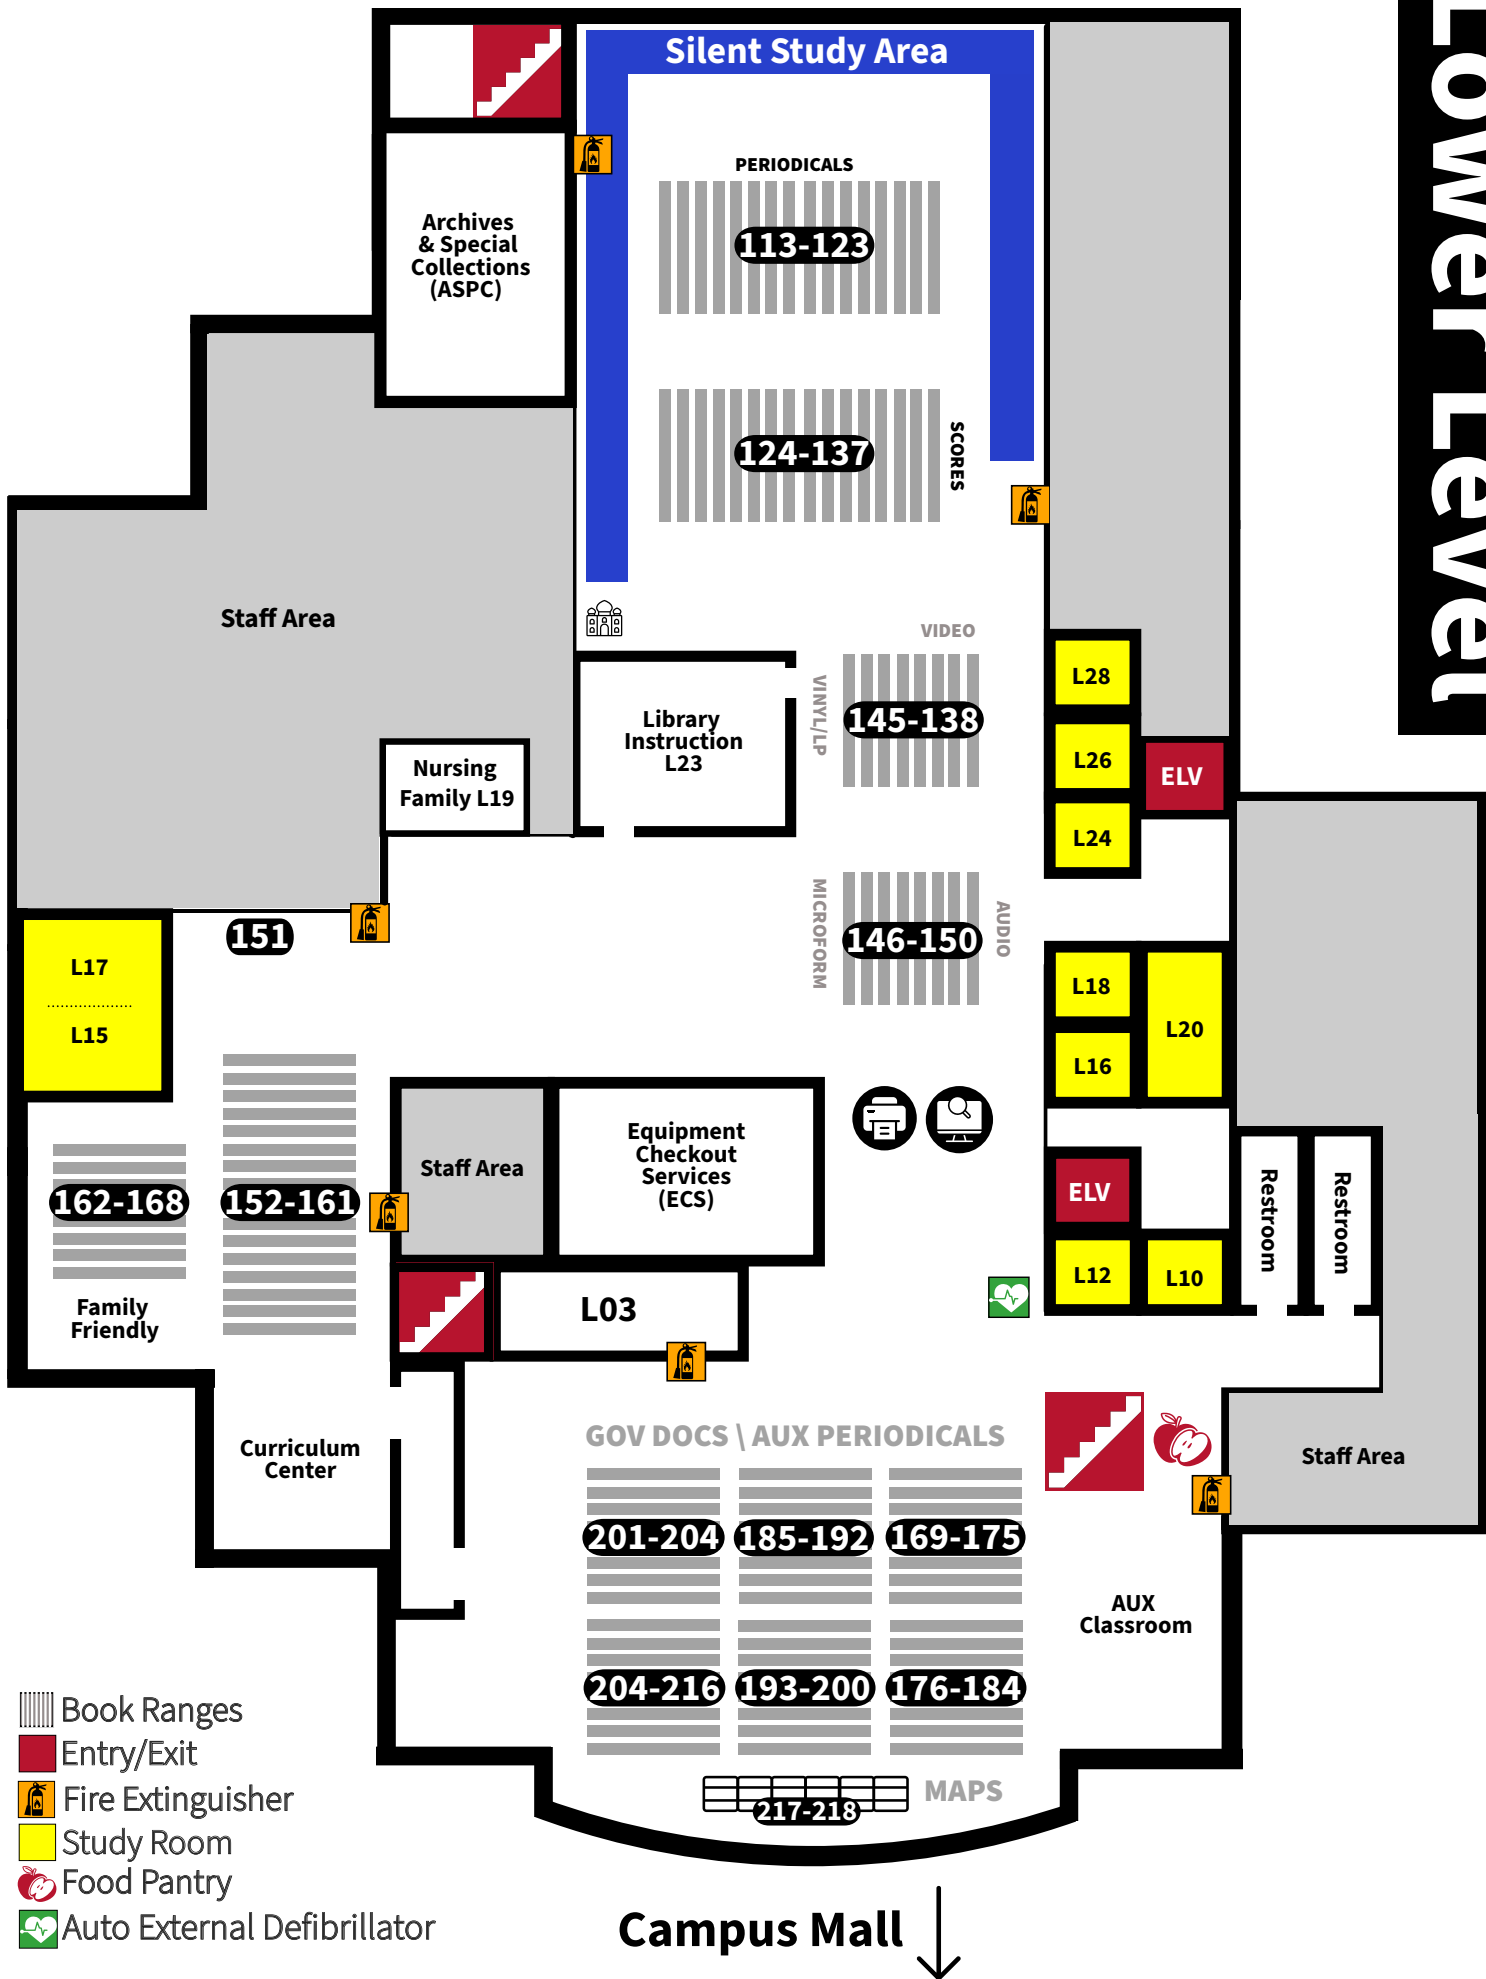 Lower Level
Silent Study Area
PERIODICALS
113-123
Archives
& Special
Collections
(ASPC)
124-137
SCORES
Staff Area
VIDEO
VINYL/LP
145-138
L28
L26
L24
ELV
Library
Instruction
L23
Nursing
Family L19
MICROFORM
146-150
AUDIO
151
L17
L15
L18
L16
L20
162-168
152-161
Staff Area
Equipment
Checkout
Services
(ECS)
ELV
L12
L10
Restroom
Restroom
Family
Friendly
L03
Curriculum
Center
GOV DOCS \ AUX PERIODICALS
201-204
185-192
169-175
Staff Area
AUX
Classroom
204-216
193-200
176-184
217-218
MAPS
Book Ranges
Entry/Exit
Fire Extinguisher
Study Room
Food Pantry
Auto External Defibrillator
Campus Mall